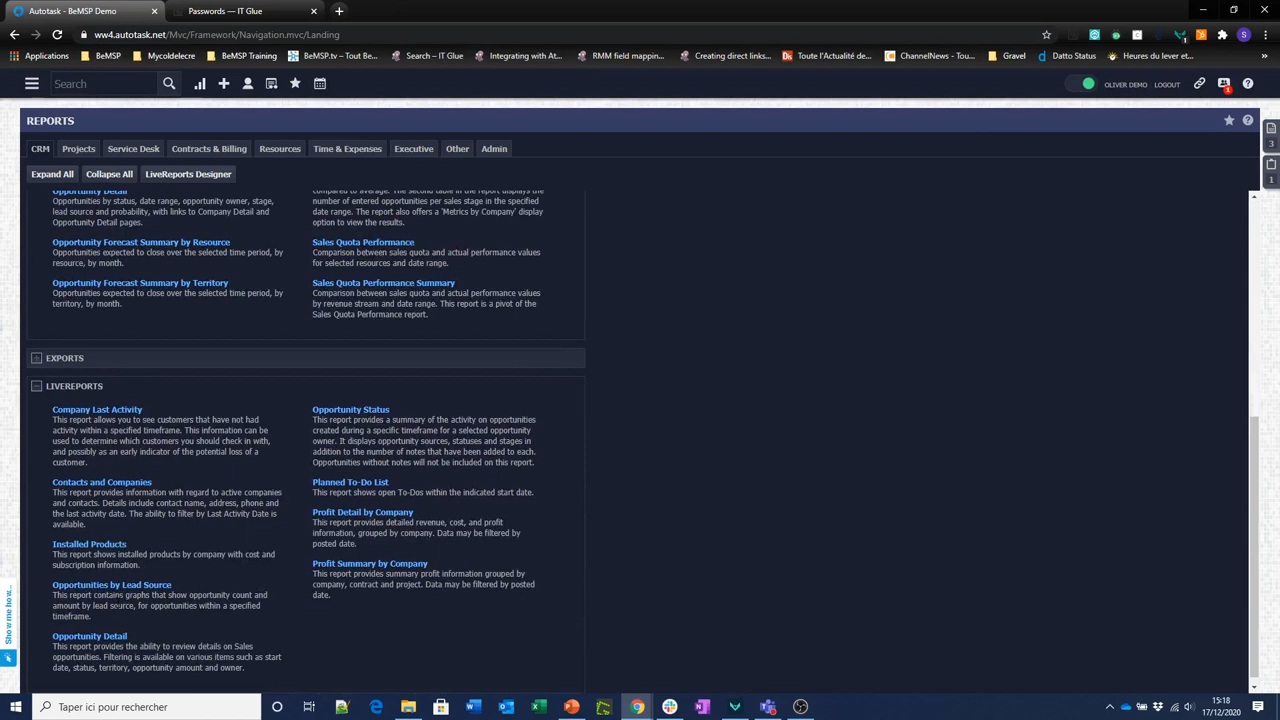 Autotask - BeMSP Demo
Passwords — IT Glue
ww4.autotask.net/Mvc/Framework/Navigation.mvc/Landing
Applications BeMSP Mycoldelecro BeMSP Training BeMSP.tv – Tout Be... Search – IT Glue Integrating with At... RMM field mappin... Creating direct links... Toute l'Actualité de... ChannelNews – Rou... Gravel Datto Status Heures du lever et...
Search
OLIVER DEMO LOGOUT
1
REPORTS
3
1
CRM Projects Service Desk Contracts & Billing Resources Time & Expenses Executive Other Admin
Expand All Collapse All LiveReports Designer
Opportunity Detail
Opportunities by status, date range, opportunity owner, stage,
lead source and probability, with links to Company Detail and
Opportunity Detail pages.
Opportunity Forecast Summary by Resource
Opportunities expected to close over the selected time period, by
resource, by month.
Opportunity Forecast Summary by Territory
Opportunities expected to close over the selected time period, by
territory, by month.
compared to average. The second table in the report displays the
number of entered opportunities per sales stage in the specified
date range. The report also offers a 'Metrics by Company' display
option to view the results.
Sales Quota Performance
Comparison between sales quota and actual performance values
for selected resources and date range.
Sales Quota Performance Summary
Comparison between sales quota and actual performance values
by revenue stream and date range. This report is a pivot of the
Sales Quota Performance report.
EXPORTS
LIVEREPORTS
Company Last Activity
This report allows you to see customers that have not had
activity within a specified timeframe. This information can be
used to determine which customers you should check in with,
and possibly as an early indicator of the potential loss of a
customer.
Contacts and Companies
This report provides information with regard to active companies
and contacts. Details include contact name, address, phone and
the last activity date. The ability to filter by Last Activity Date is
available.
Installed Products
This report shows installed products by company with cost and
subscription information.
Opportunities by Lead Source
This report contains graphs that show opportunity count and
amount by lead source, for opportunities within a specified
timeframe.
Opportunity Detail
This report provides the ability to review details on Sales
opportunities. Filtering is available on various items such as start
date, status, territory, opportunity amount and owner.
Opportunity Status
This report provides a summary of the activity on opportunities
created during a specific timeframe for a selected opportunity
owner. It displays opportunity sources, statuses and stages in
addition to the number of notes that have been added to each.
Opportunities without notes will not be included on this report.
Planned To-Do List
This report shows open To-Dos within the indicated start date.
Profit Detail by Company
This report provides detailed revenue, cost, and profit
information, grouped by company. Data may be filtered by
posted date.
Profit Summary by Company
This report provides summary profit information grouped by
company, contract and project. Data may be filtered by posted
date.
Show me how...
Taper ici pour rechercher
15:18
17/12/2020